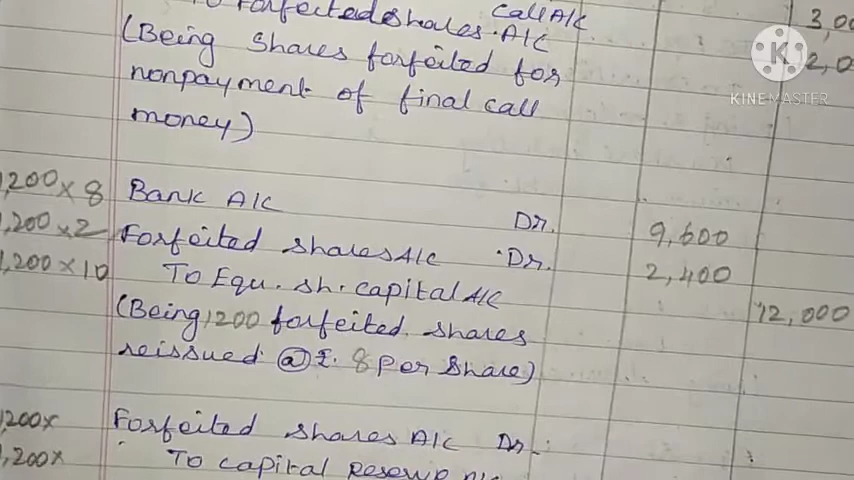 To Forfeited shares A/C
Call A/C
3,00
2,0
(Being shares forfeited for
nonpayment of final call
money)
K
KINEMASTER
1,200 x 8 Bank A/C Dr. 9,600
1,200 x 2 Forfeited shares A/C Dr. 2,400
1,200 x 10 To Equ. sh. capital A/C 12,000
(Being 1200 forfeited shares
reissued @ ₹. 8 per share)
1,200x Forfeited shares A/C Dr.
1,200x To capital Reserve A/c